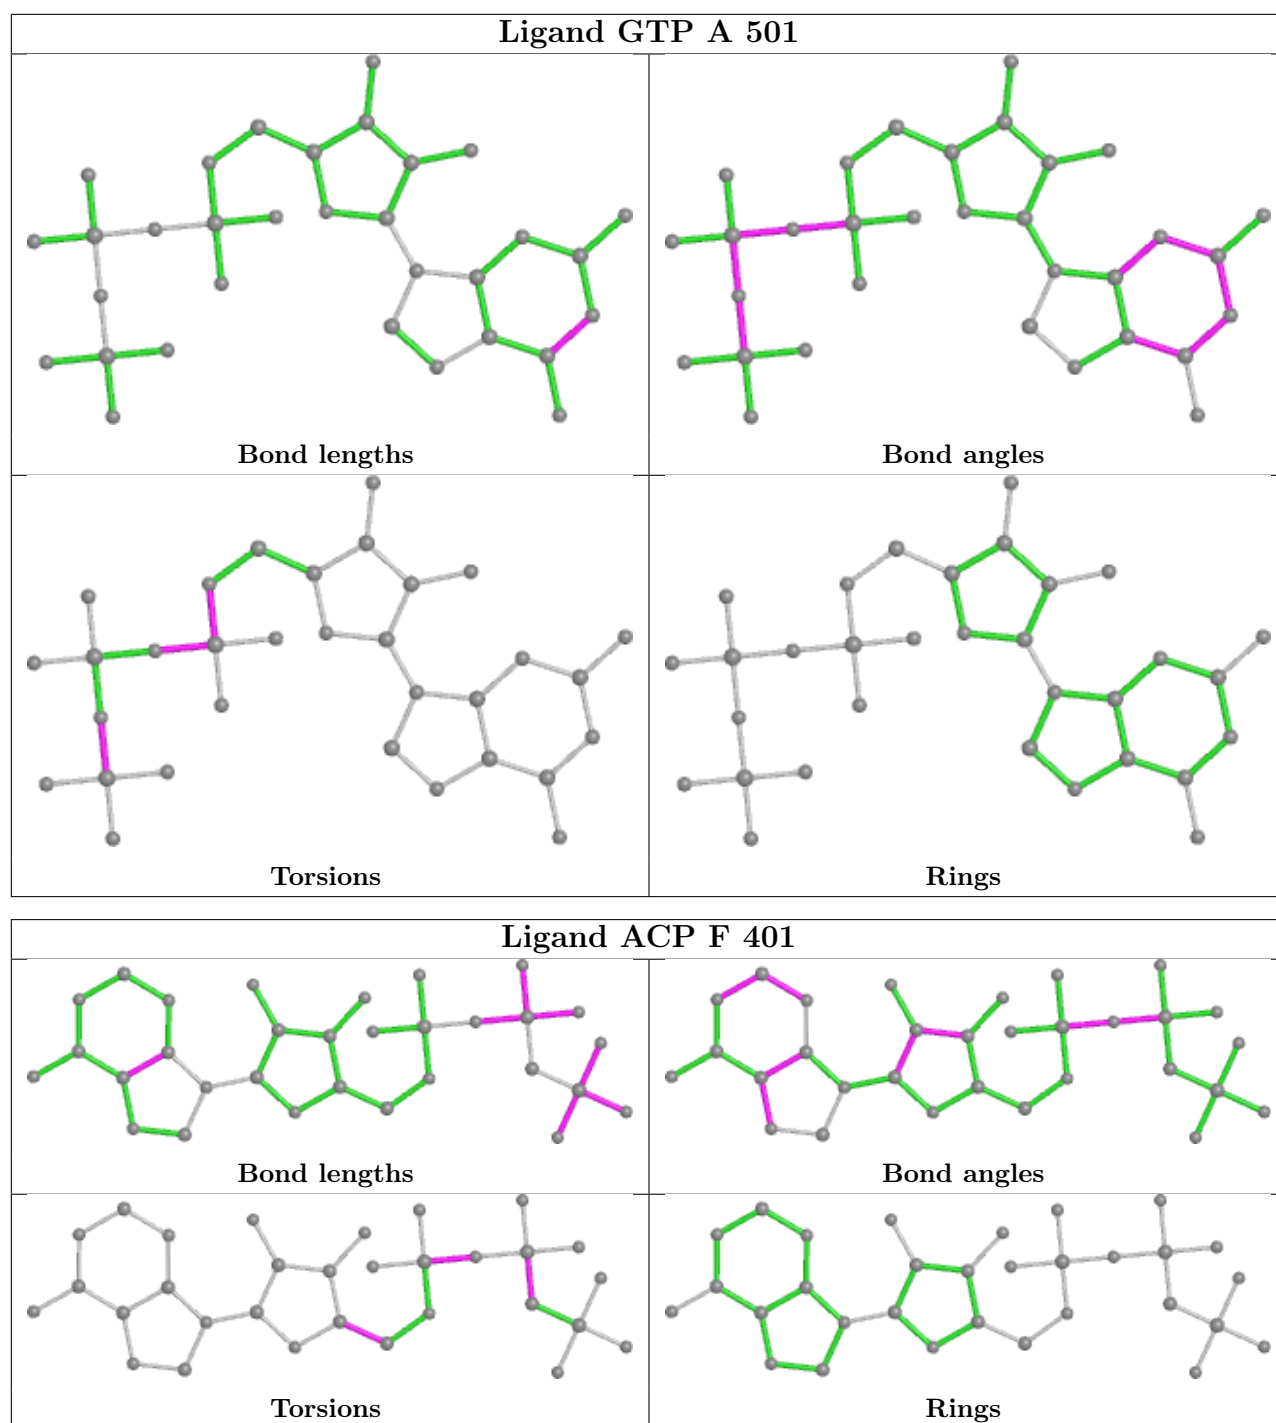 Ligand GTP A 501
Bond lengths
Bond angles
Torsions
Rings
Ligand ACP F 401
Bond lengths
Bond angles
Torsions
Rings